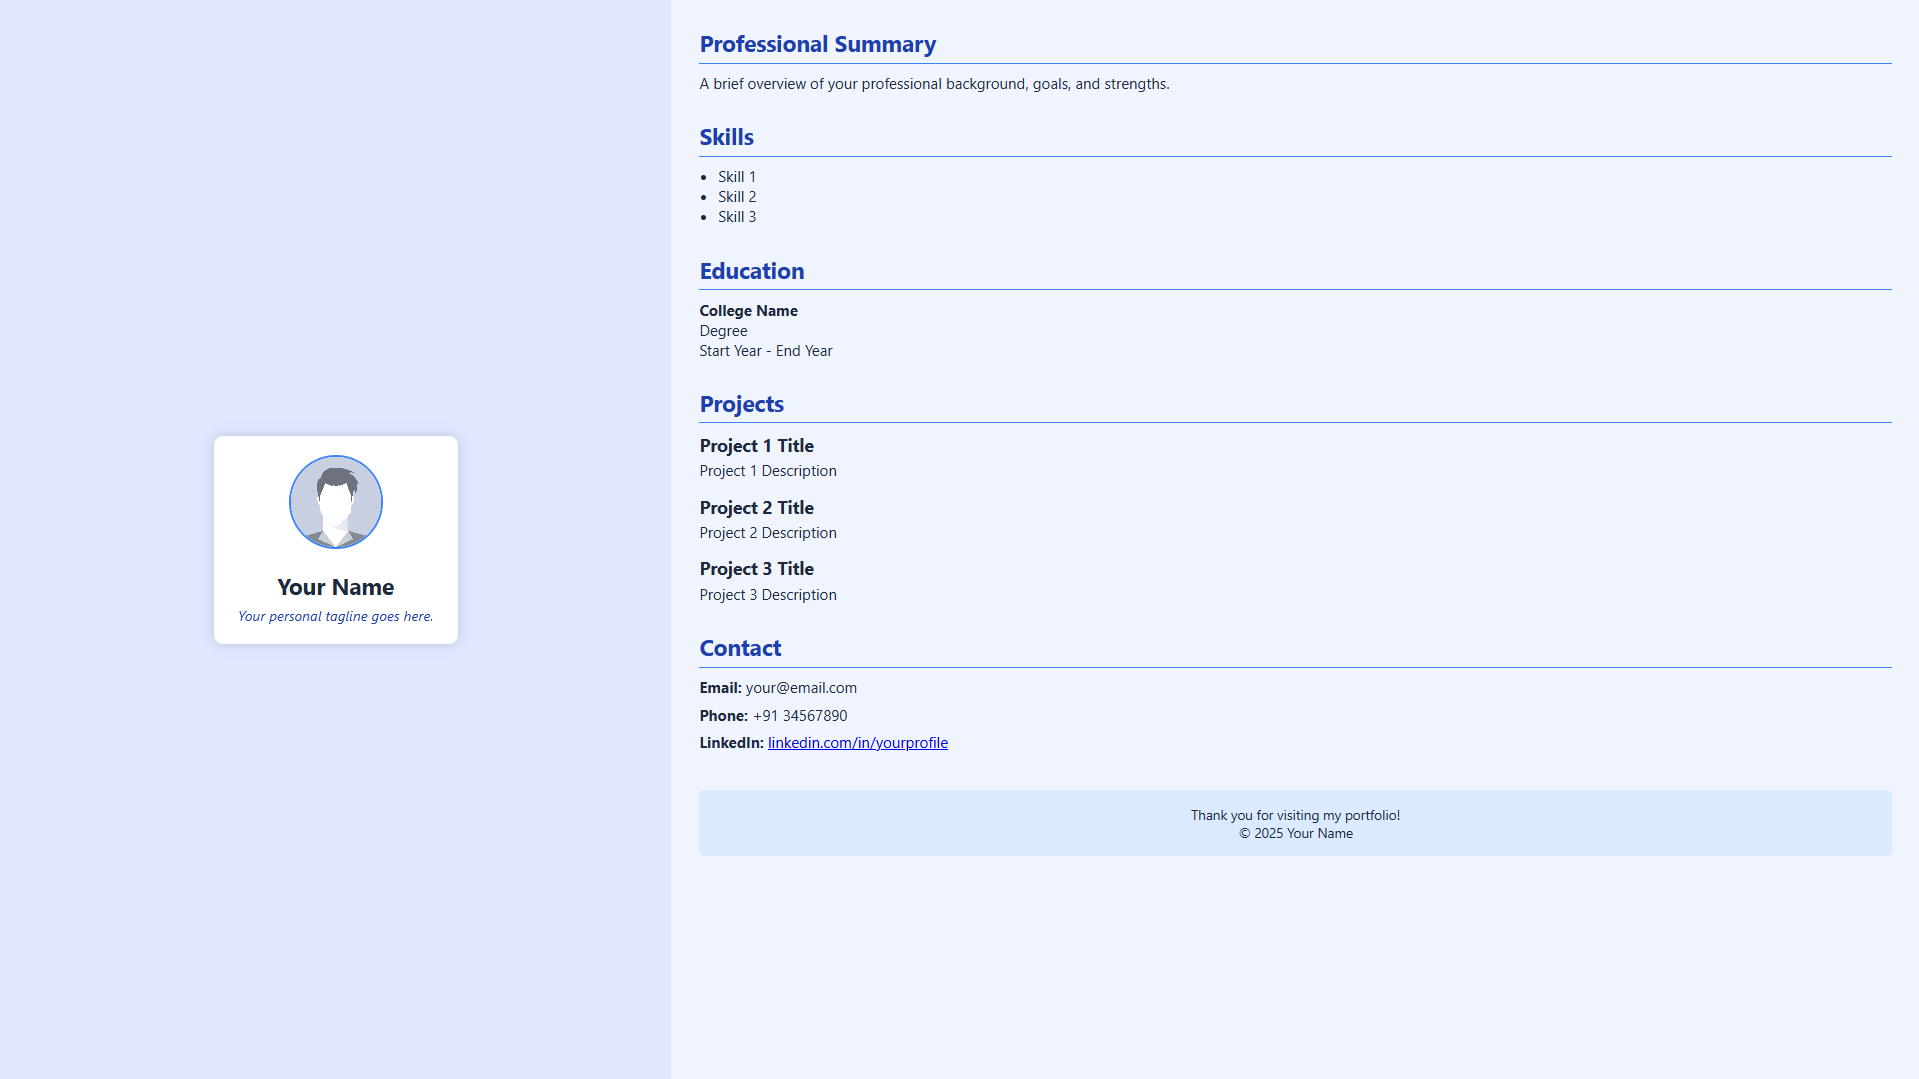 Your Name
Your personal tagline goes here.
Professional Summary
A brief overview of your professional background, goals, and strengths.
Skills
• Skill 1
• Skill 2
• Skill 3
Education
College Name
Degree
Start Year - End Year
Projects
Project 1 Title
Project 1 Description
Project 2 Title
Project 2 Description
Project 3 Title
Project 3 Description
Contact
Email: your@email.com
Phone: +91 34567890
LinkedIn: linkedin.com/in/yourprofile
Thank you for visiting my portfolio!
© 2025 Your Name